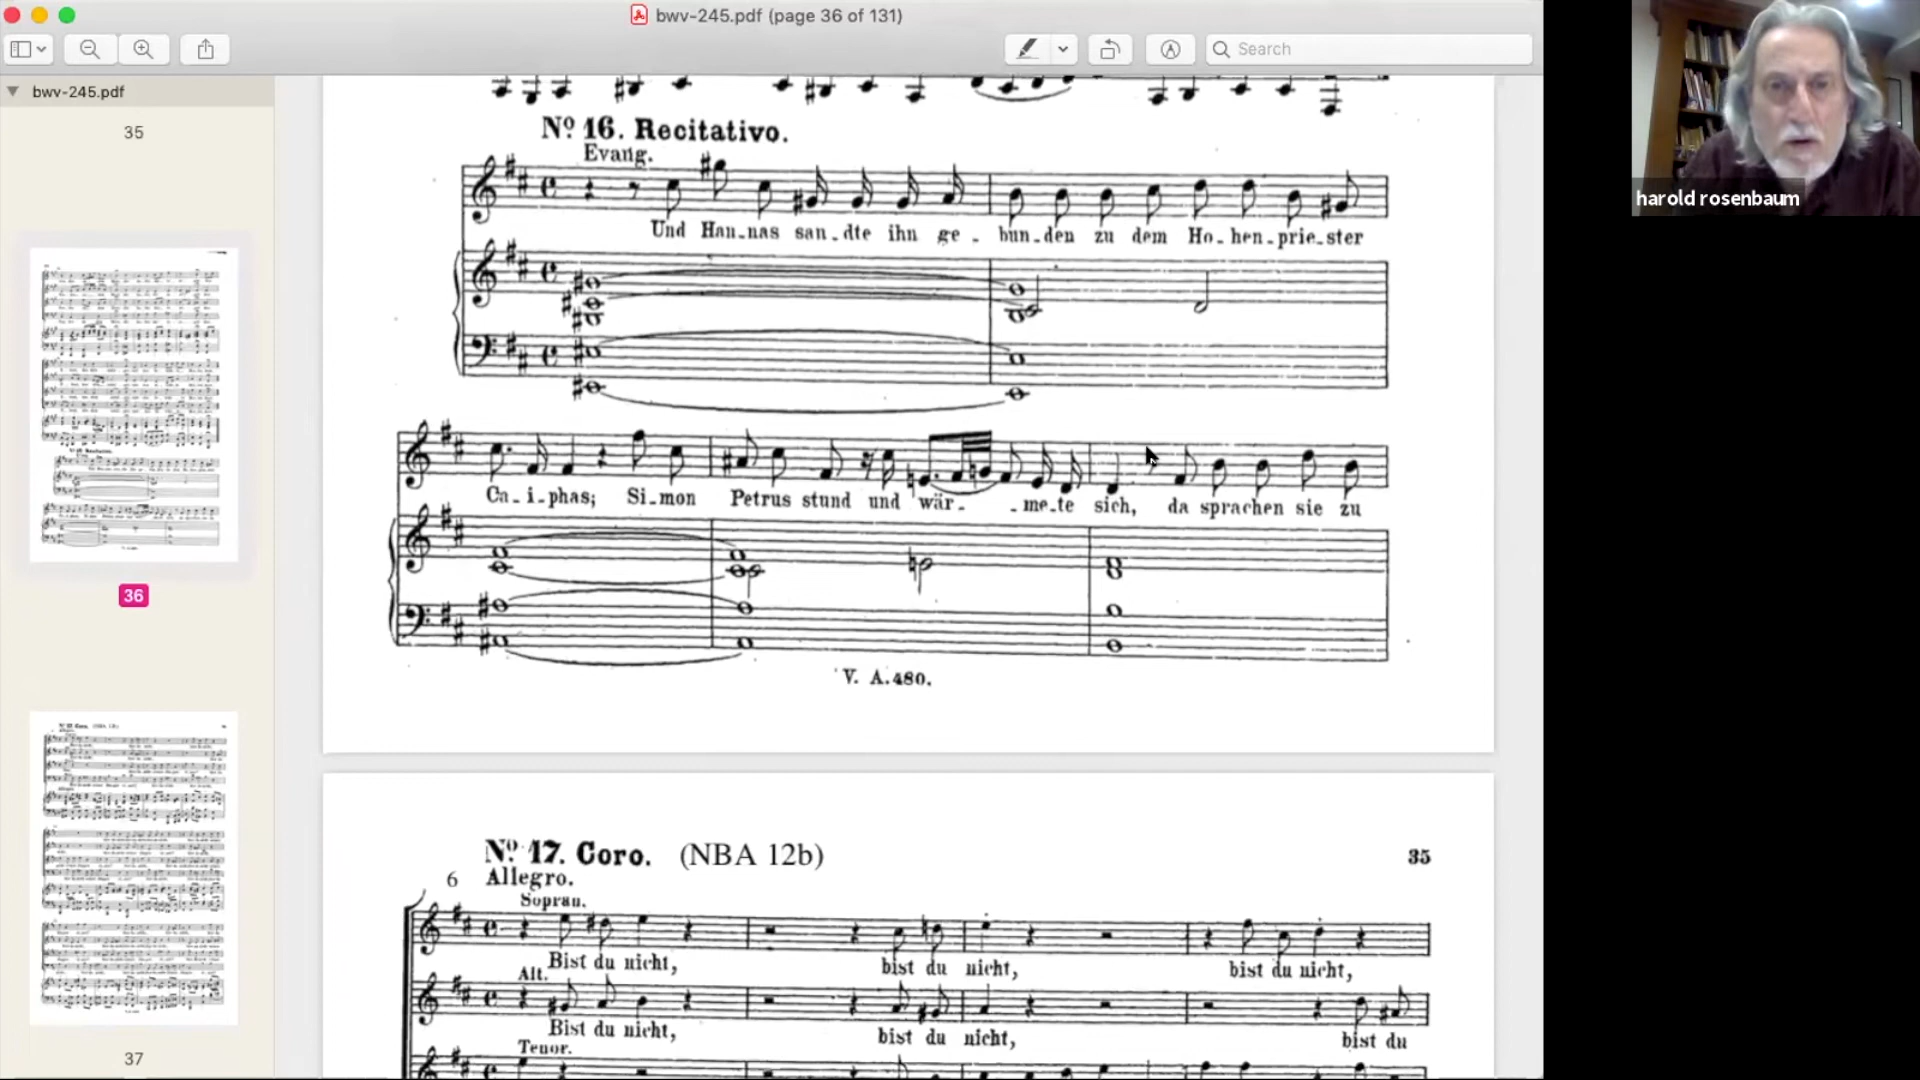 bwv-245.pdf (page 36 of 131)
Search
bwv-245.pdf
35
36
37
Nº 16. Recitativo.
Evang.
Und Han-nas san-dte ihn ge - bun-den zu dem Ho-hen-prie-ster
Ca-i-phas; Si-mon Petrus stund und wär- -me-te sich, da sprachen sie zu
V. A. 480.
Nº 17. Coro. (NBA 12b) 35
6 Allegro.
Sopran.
Bist du nicht, bist du nicht, bist du nicht,
Alt.
Bist du nicht, bist du nicht, bist du
Tenor.
harold rosenbaum